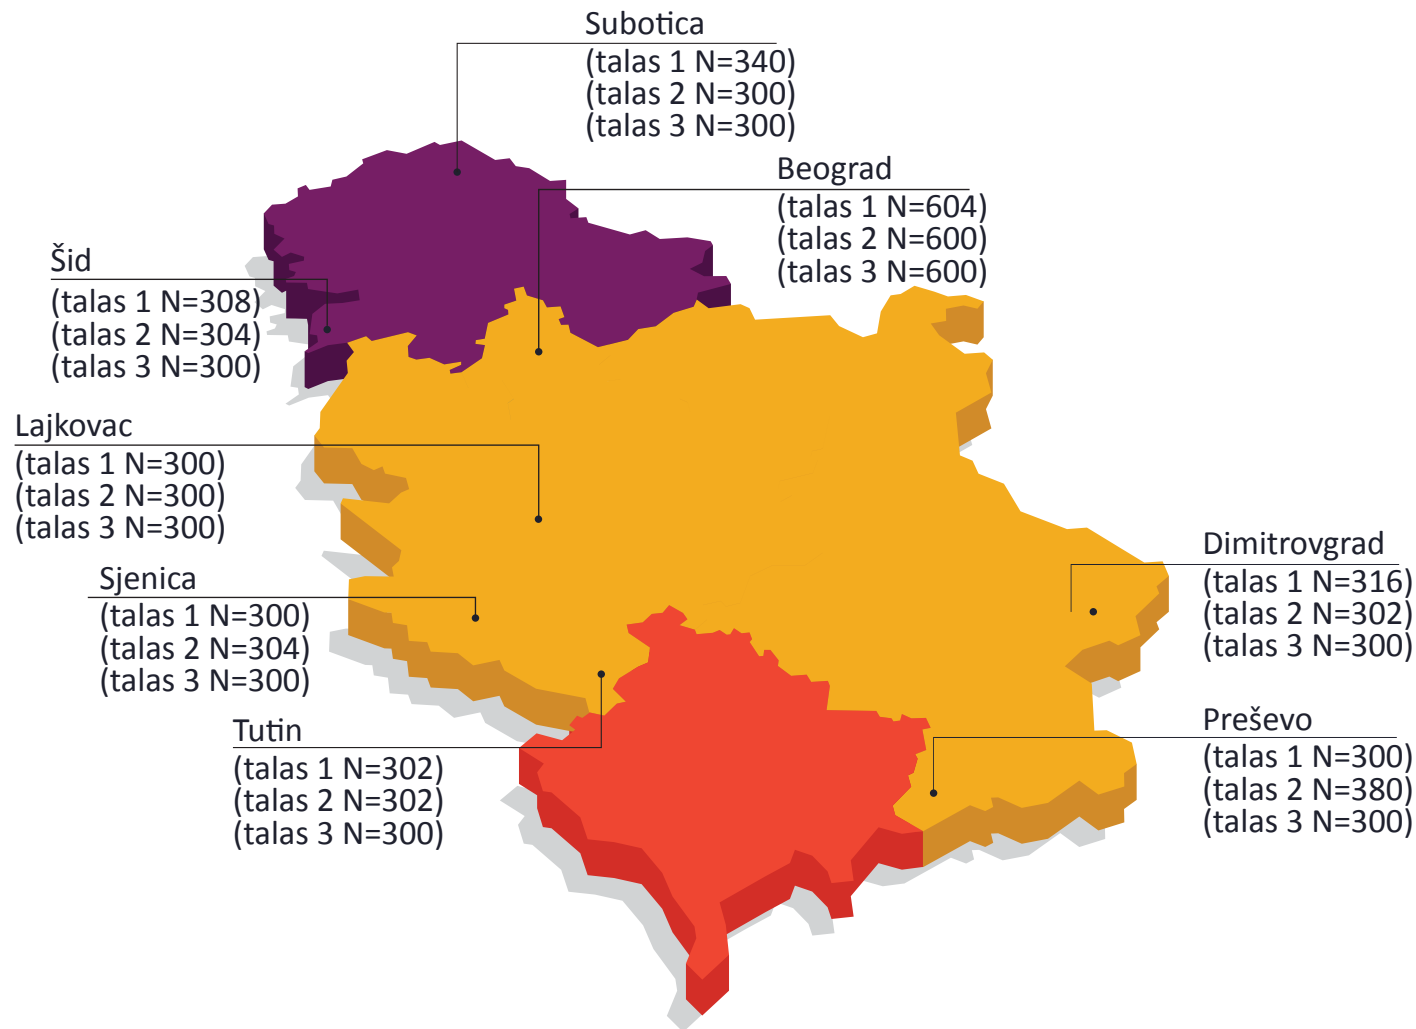 Subotica
(talas 1 N=340)
(talas 2 N=300)
(talas 3 N=300)
Beograd
(talas 1 N=604)
(talas 2 N=600)
(talas 3 N=600)
Šid
(talas 1 N=308)
(talas 2 N=304)
(talas 3 N=300)
Lajkovac
(talas 1 N=300)
(talas 2 N=300)
(talas 3 N=300)
Dimitrovgrad
(talas 1 N=316)
(talas 2 N=302)
(talas 3 N=300)
Sjenica
(talas 1 N=300)
(talas 2 N=304)
(talas 3 N=300)
Tutin
(talas 1 N=302)
(talas 2 N=302)
(talas 3 N=300)
Preševo
(talas 1 N=300)
(talas 2 N=380)
(talas 3 N=300)